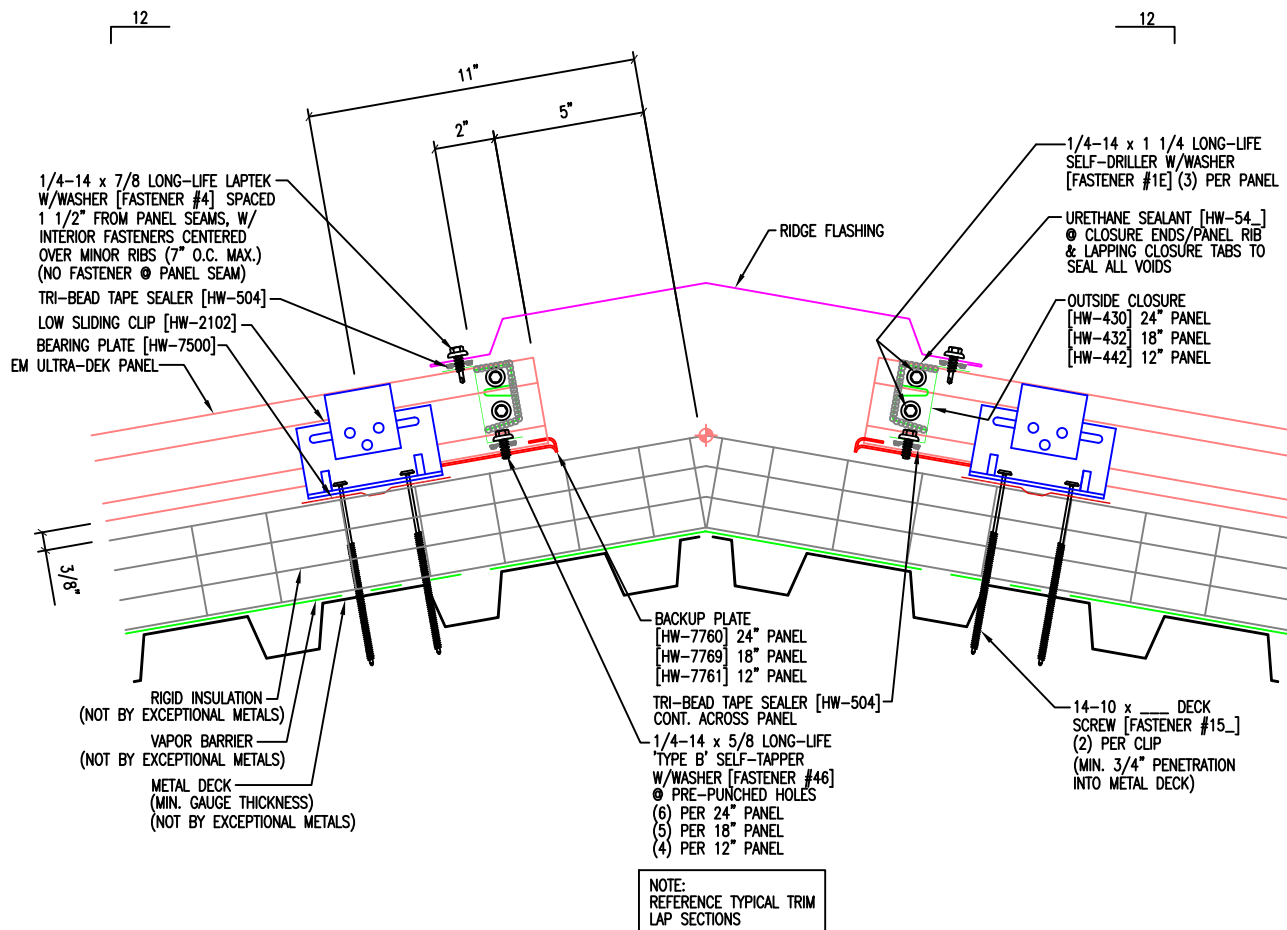 12
12
11"
2"
5"
1/4-14 x 7/8 LONG-LIFE LAPTEK
W/WASHER [FASTENER #4] SPACED
1 1/2" FROM PANEL SEAMS, W/
INTERIOR FASTENERS CENTERED
OVER MINOR RIBS (7" O.C. MAX.)
(NO FASTENER @ PANEL SEAM)
TRI-BEAD TAPE SEALER [HW-504]
LOW SLIDING CLIP [HW-2102]
BEARING PLATE [HW-7500]
EM ULTRA-DEK PANEL
RIDGE FLASHING
1/4-14 x 1 1/4 LONG-LIFE
SELF-DRILLER W/WASHER
[FASTENER #1E] (3) PER PANEL
URETHANE SEALANT [HW-54_]
@ CLOSURE ENDS/PANEL RIB
& LAPPING CLOSURE TABS TO
SEAL ALL VOIDS
OUTSIDE CLOSURE
[HW-430] 24" PANEL
[HW-432] 18" PANEL
[HW-442] 12" PANEL
3/8"
RIGID INSULATION
(NOT BY EXCEPTIONAL METALS)
VAPOR BARRIER
(NOT BY EXCEPTIONAL METALS)
METAL DECK
(MIN. GAUGE THICKNESS)
(NOT BY EXCEPTIONAL METALS)
BACKUP PLATE
[HW-7760] 24" PANEL
[HW-7769] 18" PANEL
[HW-7761] 12" PANEL
TRI-BEAD TAPE SEALER [HW-504]
CONT. ACROSS PANEL
1/4-14 x 5/8 LONG-LIFE
'TYPE B' SELF-TAPPER
W/WASHER [FASTENER #46]
@ PRE-PUNCHED HOLES
(6) PER 24" PANEL
(5) PER 18" PANEL
(4) PER 12" PANEL
14-10 x ___ DECK
SCREW [FASTENER #15_]
(2) PER CLIP
(MIN. 3/4" PENETRATION
INTO METAL DECK)
NOTE:
REFERENCE TYPICAL TRIM
LAP SECTIONS